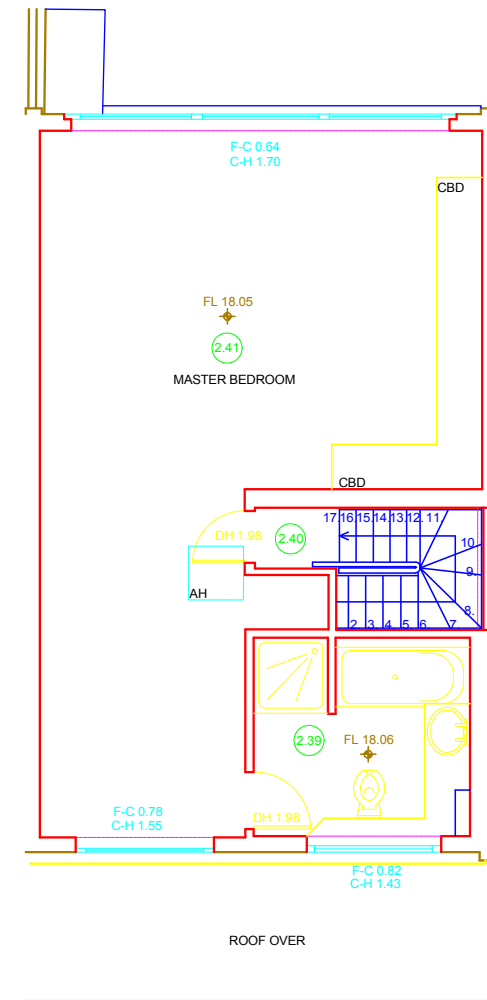 F-C 0.64
C-H 1.70
CBD
FL 18.05
2.41
MASTER BEDROOM
CBD
17.16.15.14.13.12. 11.
DH 1.98
2.40
10
9.
AH
8.
2. 3. 4. 5. 6. 7.
2.39
FL 18.06
F-C 0.78
C-H 1.55
DH 1.98
F-C 0.82
C-H 1.43
ROOF OVER